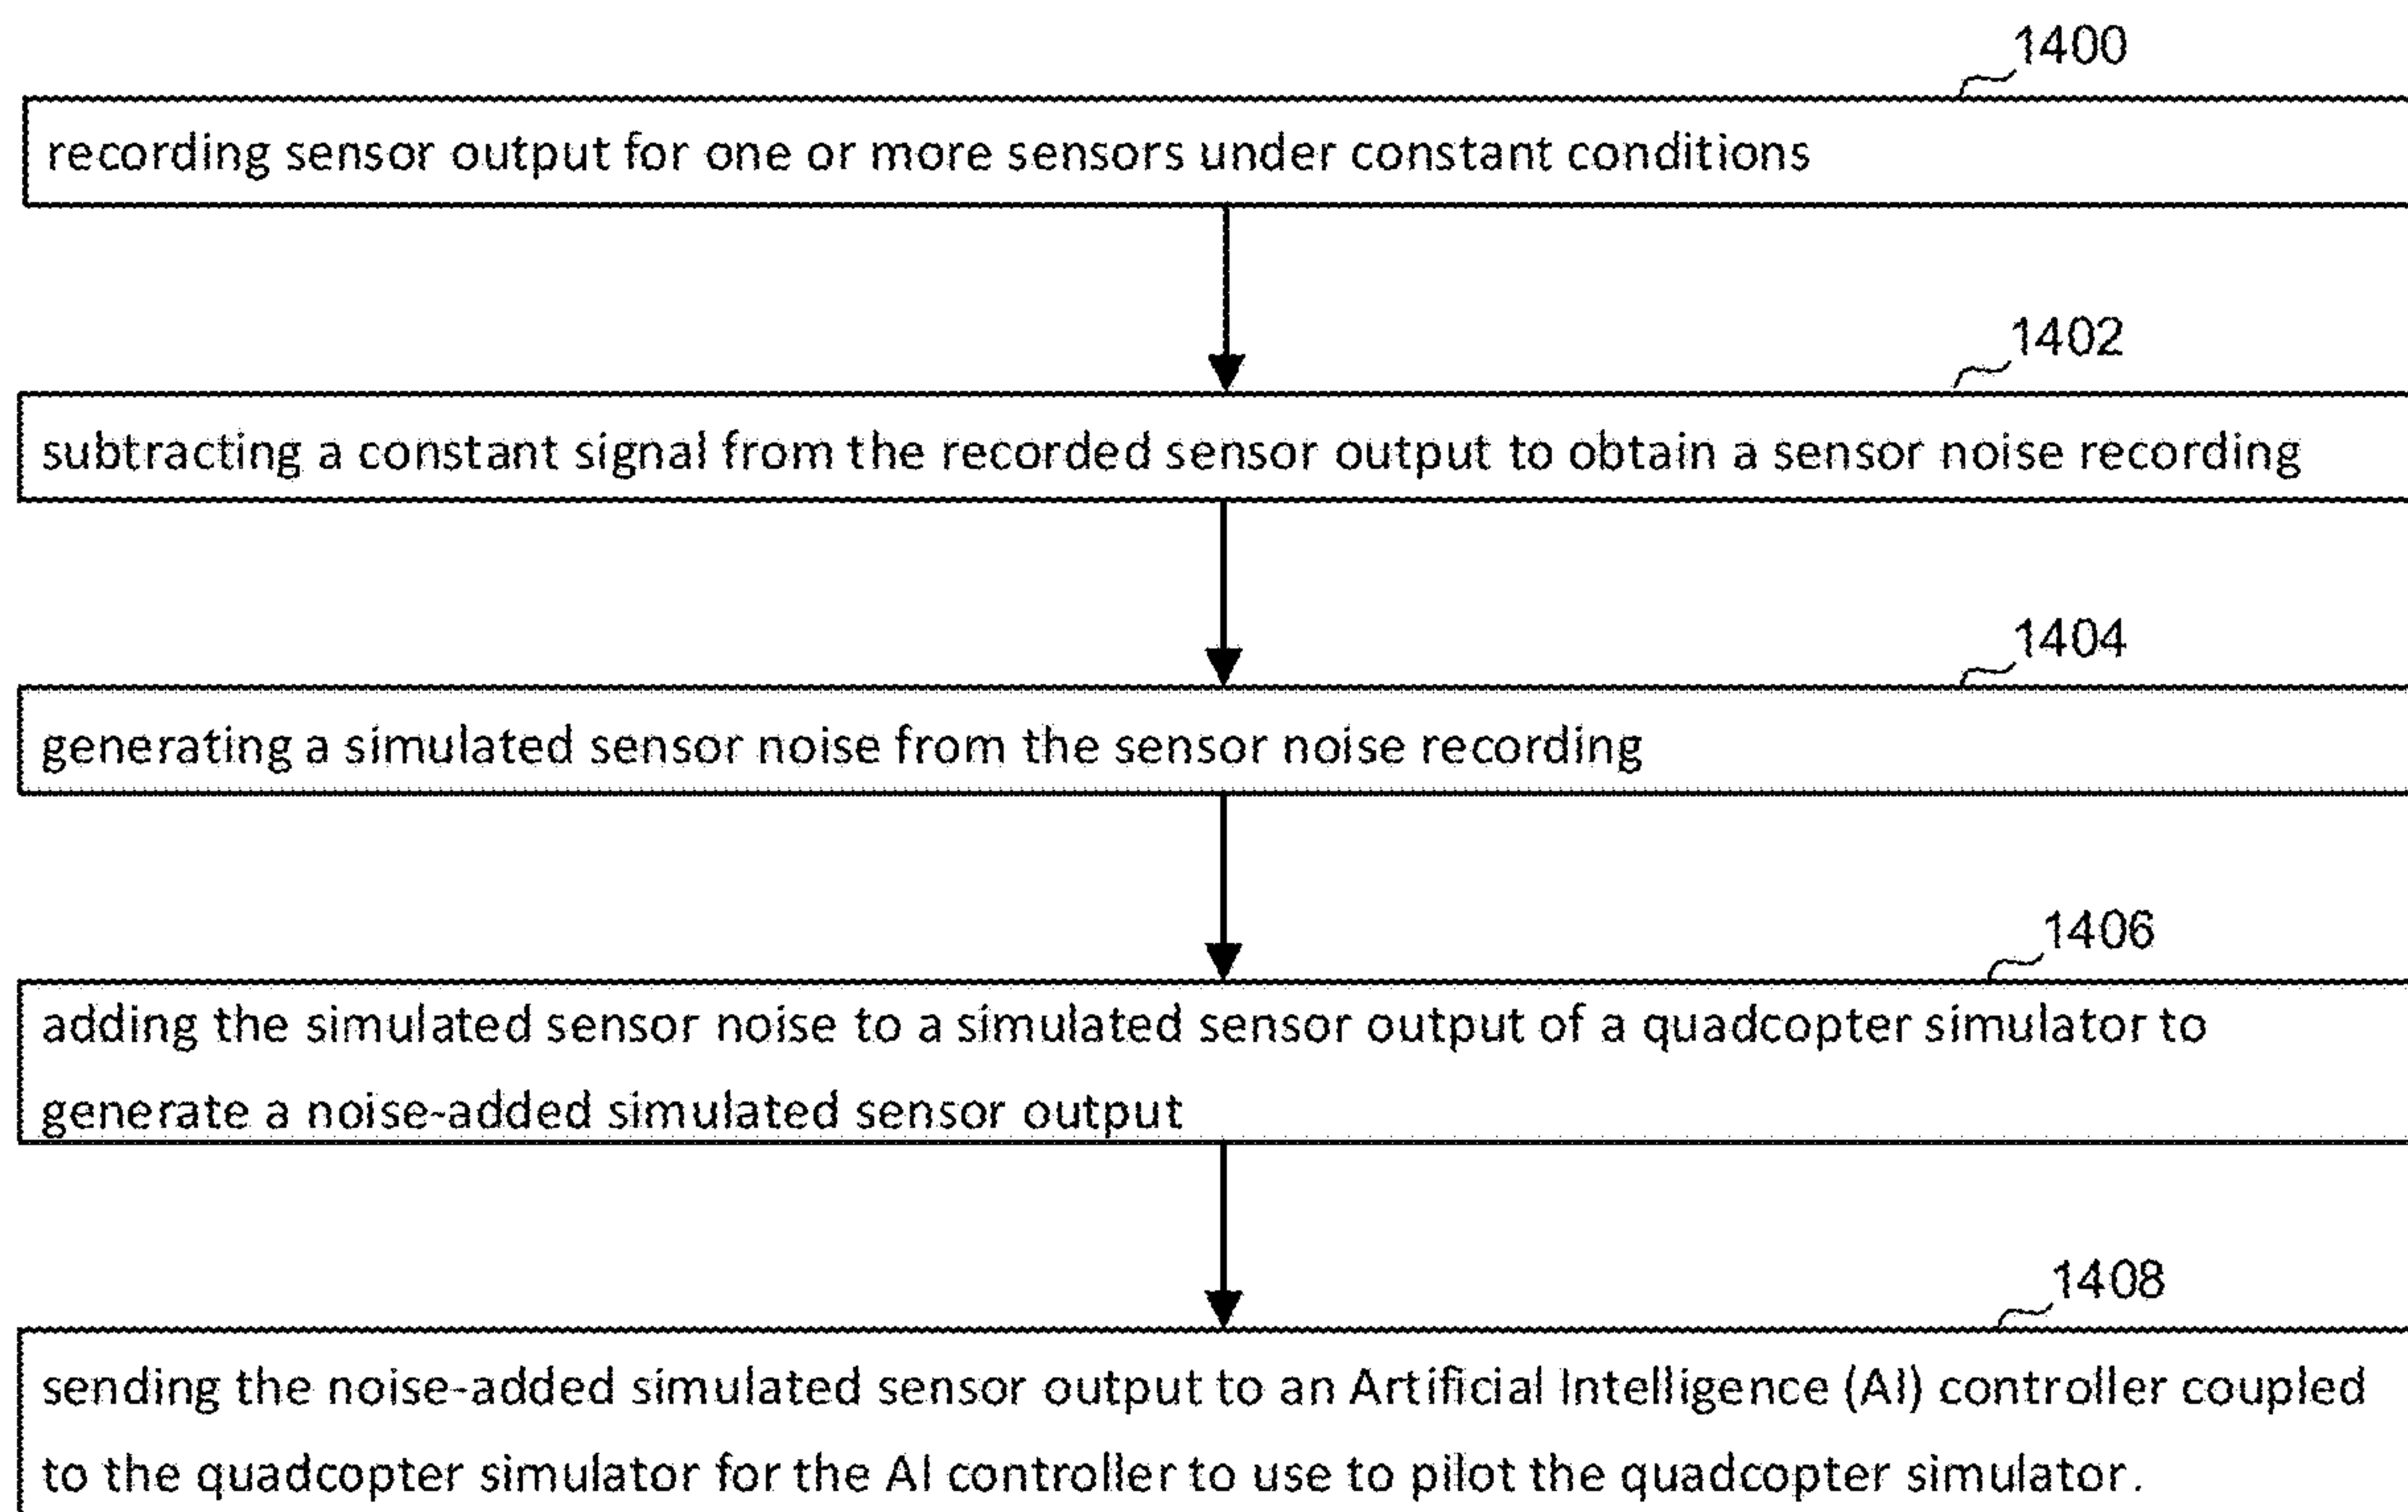 1400
recording sensor output for one or more sensors under constant conditions
1402
subtracting a constant signal from the recorded sensor output to obtain a sensor noise recording
1404
generating a simulated sensor noise from the sensor noise recording
1406
adding the simulated sensor noise to a simulated sensor output of a quadcopter simulator to
generate a noise-added simulated sensor output
1408
sending the noise-added simulated sensor output to an Artificial Intelligence (AI) controller coupled
to the quadcopter simulator for the AI controller to use to pilot the quadcopter simulator.